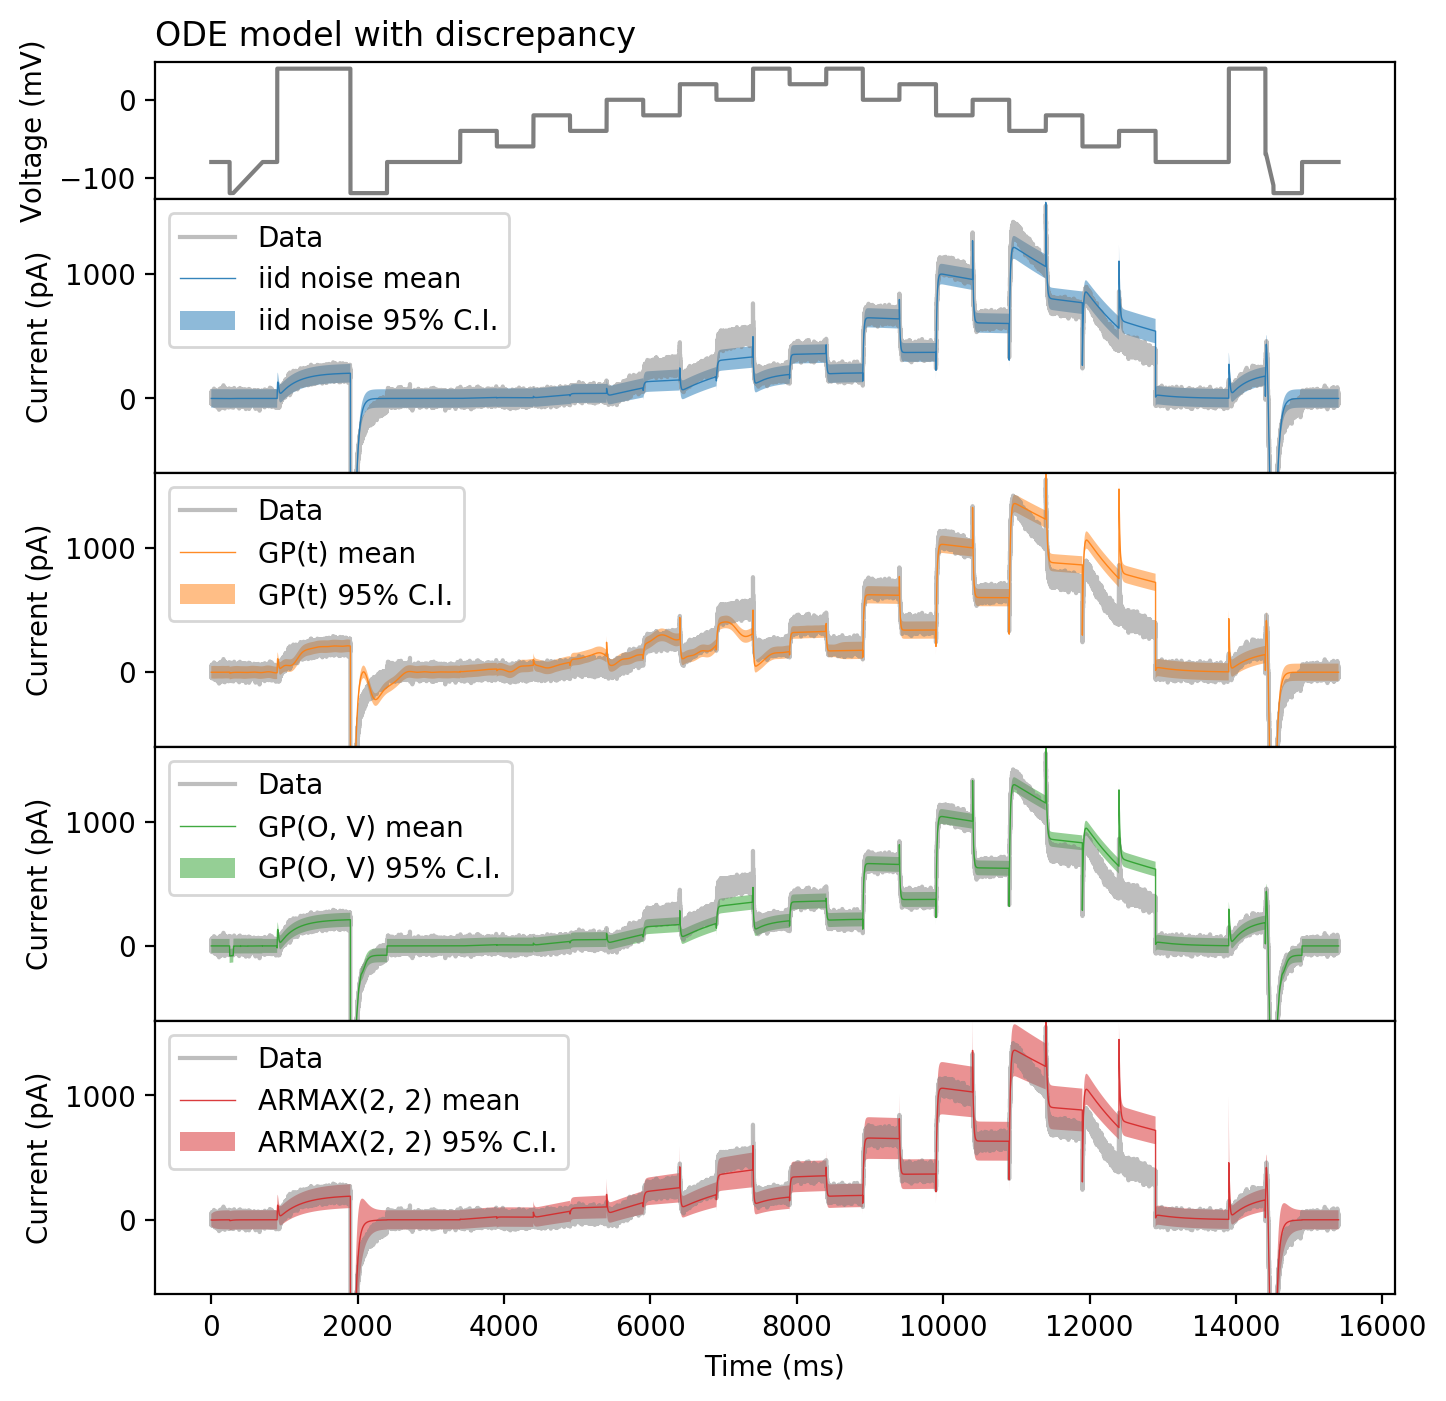 ODE model with discrepancy
Voltage (mV)
0
−100
Current (pA)
1000
0
Data
iid noise mean
iid noise 95% C.I.
Current (pA)
1000
0
Data
GP(t) mean
GP(t) 95% C.I.
Current (pA)
1000
0
Data
GP(O, V) mean
GP(O, V) 95% C.I.
Current (pA)
1000
0
Data
ARMAX(2, 2) mean
ARMAX(2, 2) 95% C.I.
0 2000 4000 6000 8000 10000 12000 14000 16000
Time (ms)